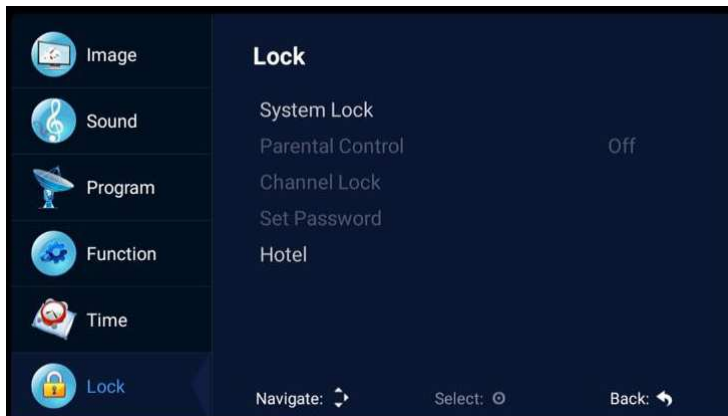 Image
Sound
Program
Function
Time
Lock
Lock
System Lock
Parental Control Off
Channel Lock
Set Password
Hotel
Navigate: Select: Back: